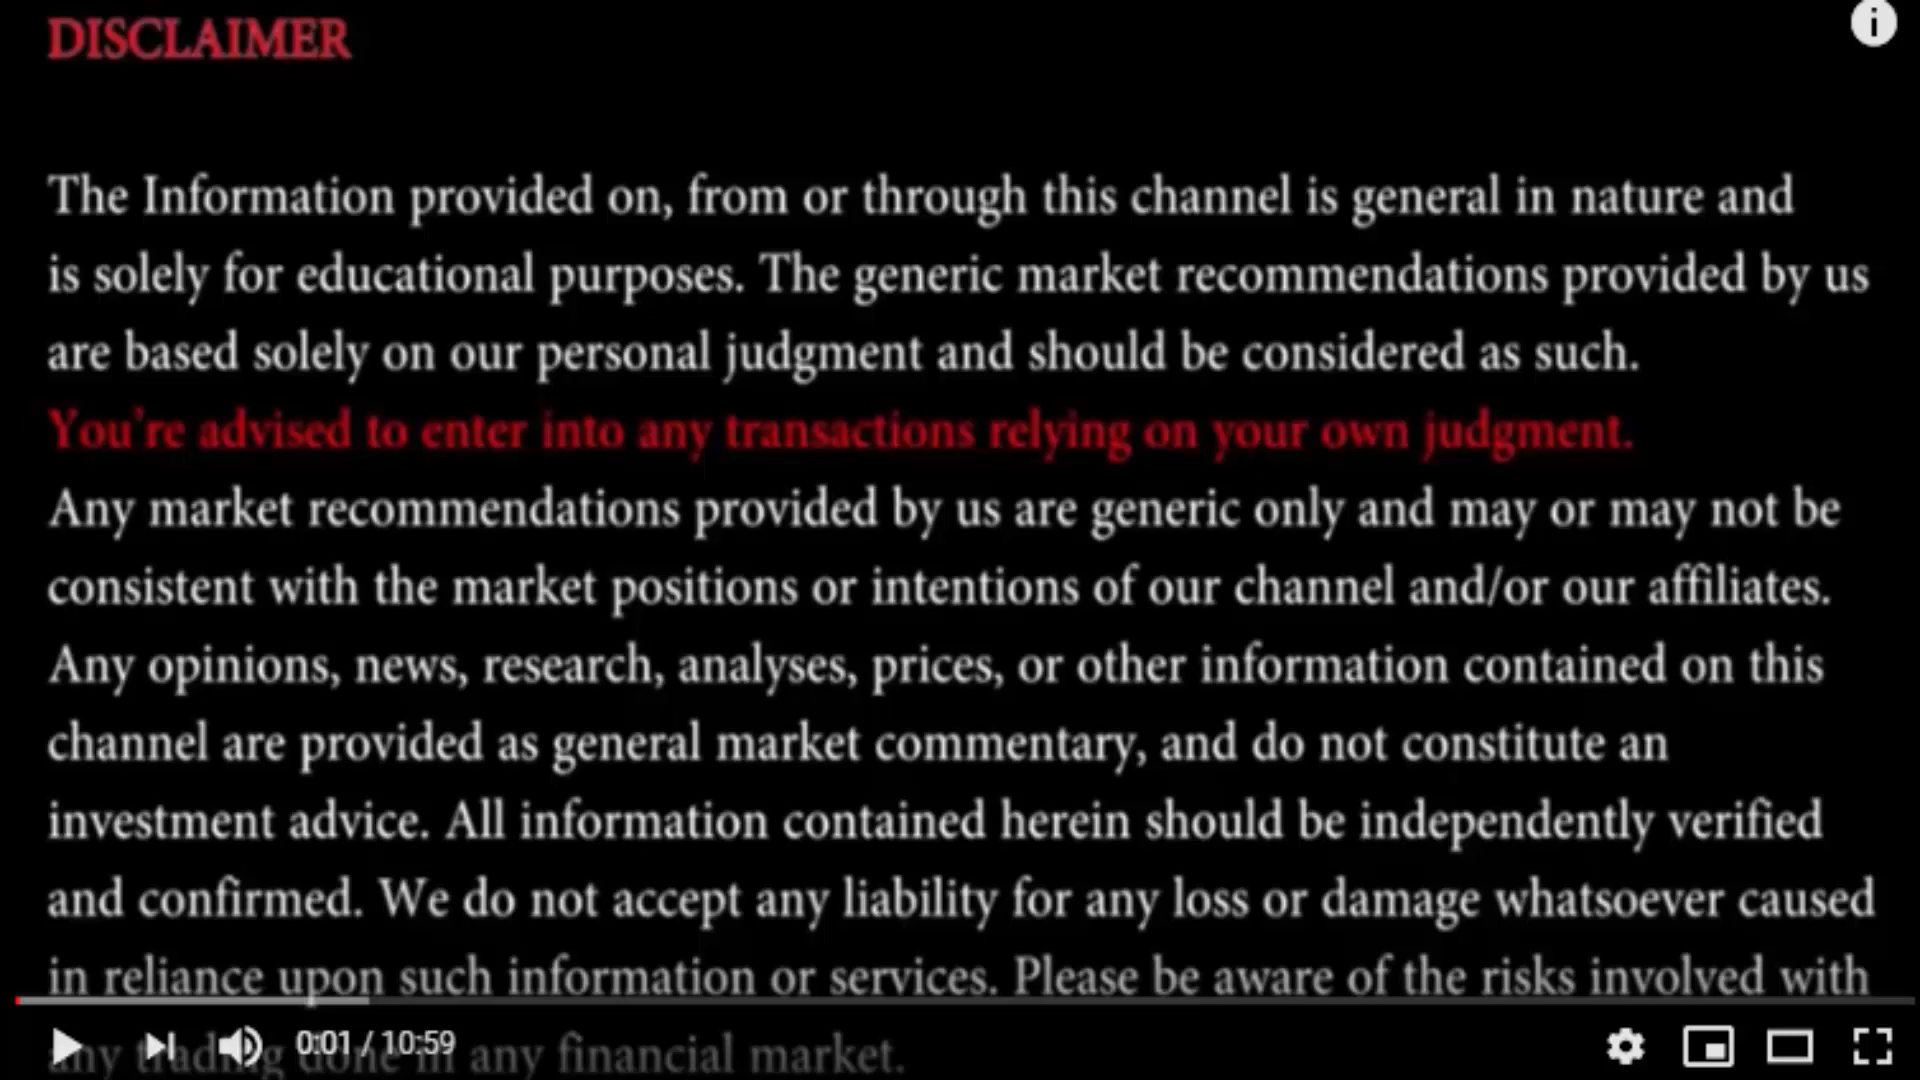 DISCLAIMER
The Information provided on, from or through this channel is general in nature and
is solely for educational purposes. The generic market recommendations provided by us
are based solely on our personal judgment and should be considered as such.
You're advised to enter into any transactions relying on your own judgment.
Any market recommendations provided by us are generic only and may or may not be
consistent with the market positions or intentions of our channel and/or our affiliates.
Any opinions, news, research, analyses, prices, or other information contained on this
channel are provided as general market commentary, and do not constitute an
investment advice. All information contained herein should be independently verified
and confirmed. We do not accept any liability for any loss or damage whatsoever caused
in reliance upon such information or services. Please be aware of the risks involved with
any trading done in any financial market.
0:01 / 10:59